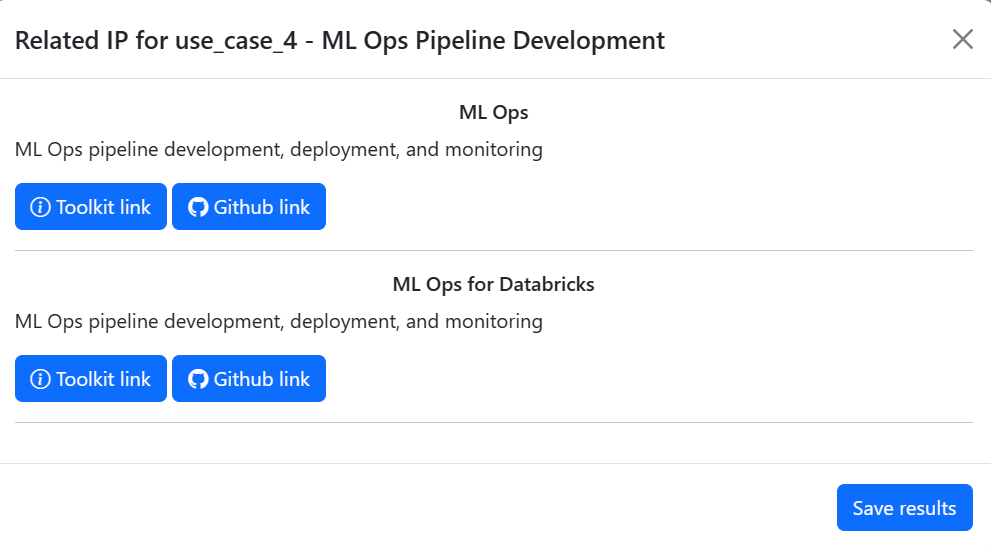 Related IP for use_case_4 - ML Ops Pipeline Development
ML Ops
ML Ops pipeline development, deployment, and monitoring
Toolkit link Github link
ML Ops for Databricks
ML Ops pipeline development, deployment, and monitoring
Toolkit link Github link
Save results